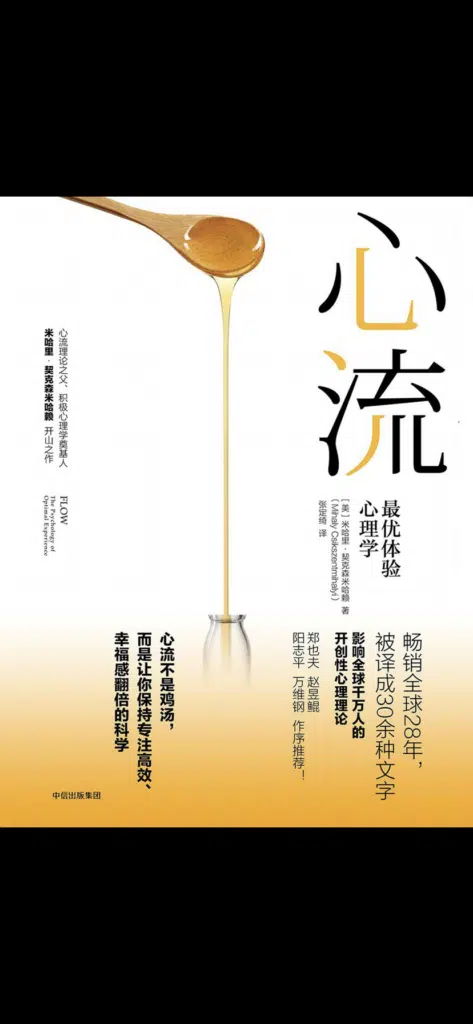 心流
最优体验
心理学
〔美〕米哈里·契克森米哈赖 著
(Mihaly Csikszentmihalyi)
张定绮 译
心流理论之父、积极心理学奠基人
米哈里·契克森米哈赖 开山之作
FLOW
The Psychology of
Optimal Experience
畅销全球28年，
被译成30余种文字
影响全球千万人的
开创性心理理论
郑也夫 赵昱鲲
阳志平 万维钢 作序推荐！
心流不是鸡汤，
而是让你保持专注高效、
幸福感翻倍的科学
中信出版集团